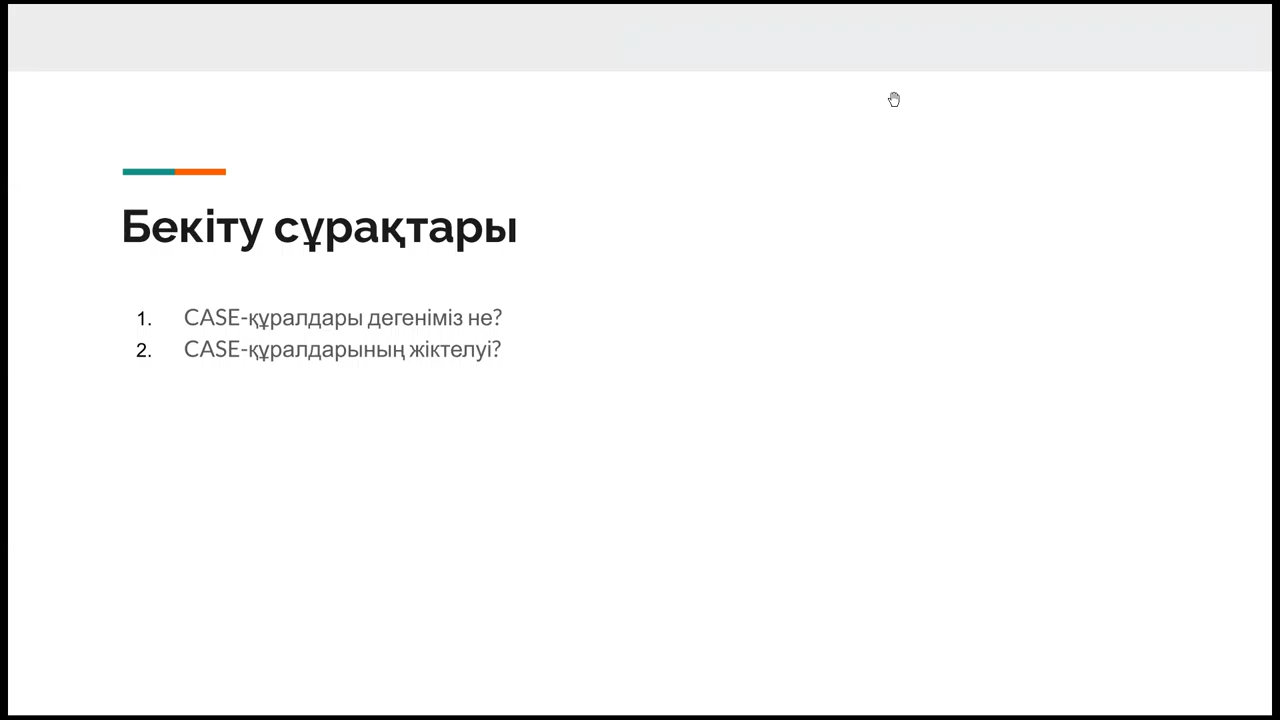 Бекіту сұрақтары
1. CASE-құралдары дегеніміз не?
2. CASE-құралдарының жіктелуі?